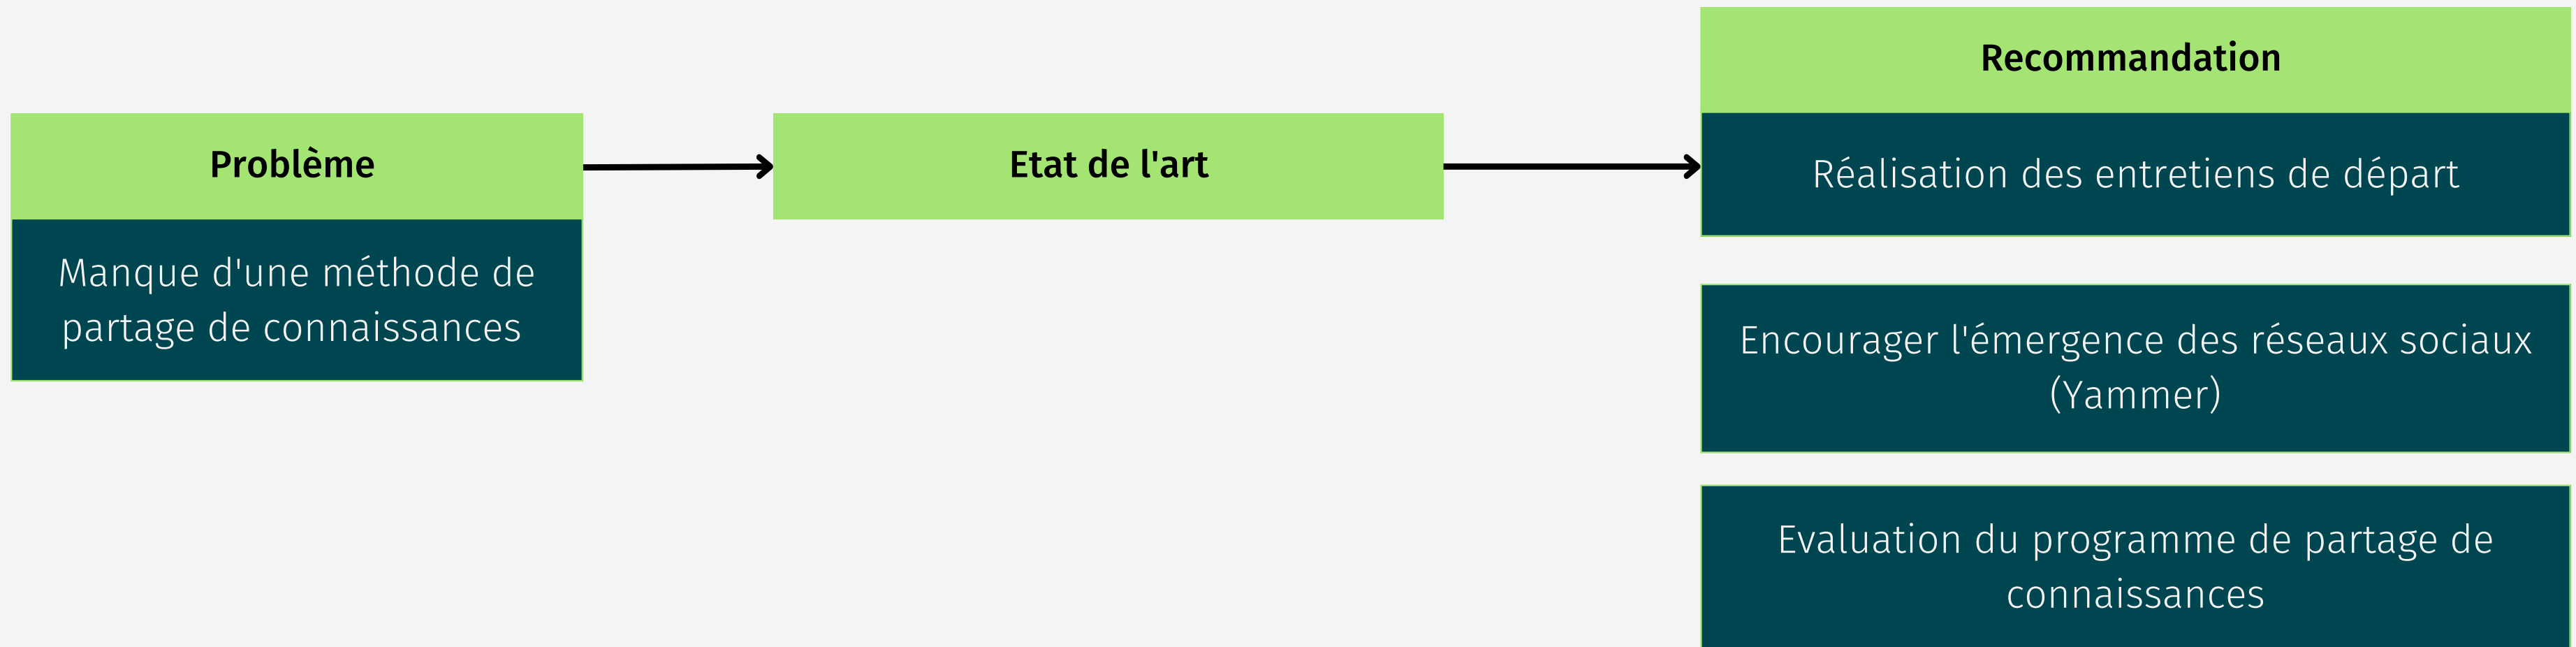 Problème
Manque d'une méthode de
partage de connaissances
Etat de l'art
Recommandation
Réalisation des entretiens de départ
Encourager l'émergence des réseaux sociaux
(Yammer)
Evaluation du programme de partage de
connaissances